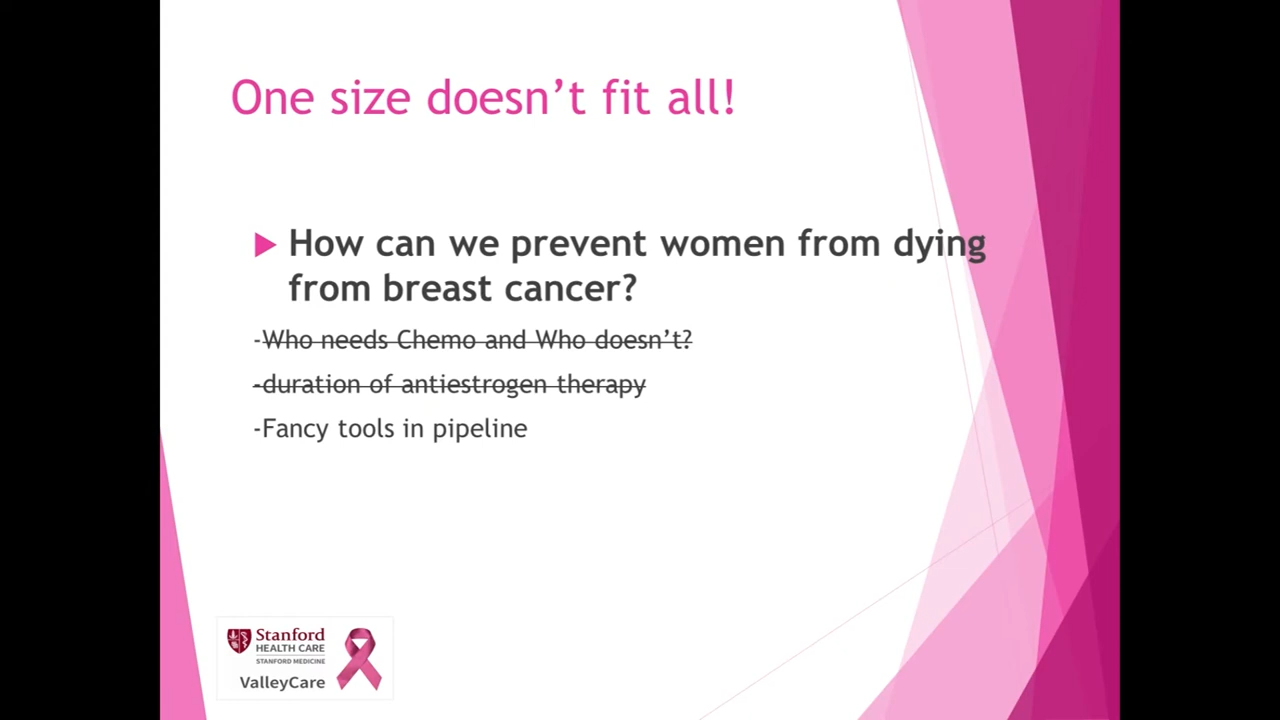 One size doesn’t fit all!
How can we prevent women from dying
from breast cancer?
-Who needs Chemo and Who doesn’t?
-duration of antiestrogen therapy
-Fancy tools in pipeline
Stanford
HEALTH CARE
STANFORD MEDICINE
ValleyCare